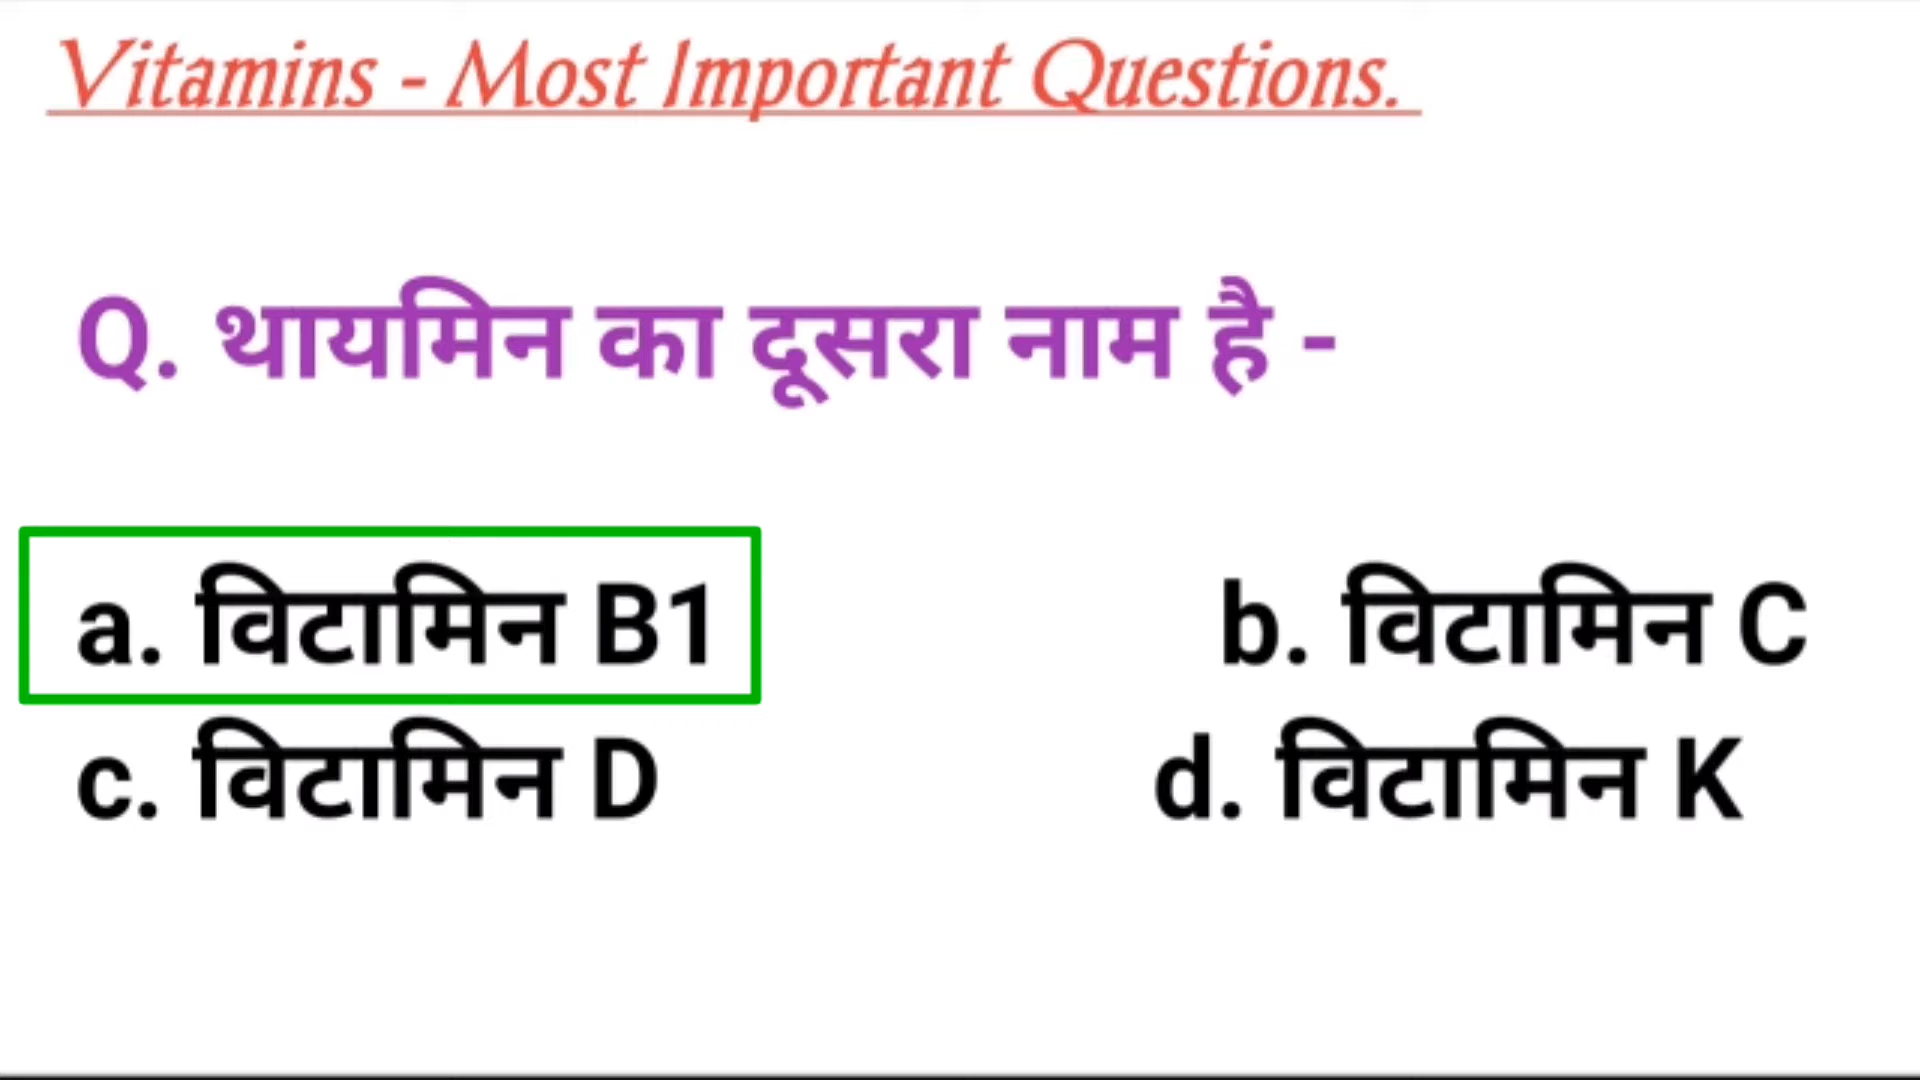 Vitamins - Most Important Questions.
Q. थायमिन का दूसरा नाम है -
a. विटामिन B1 b. विटामिन C
c. विटामिन D d. विटामिन K